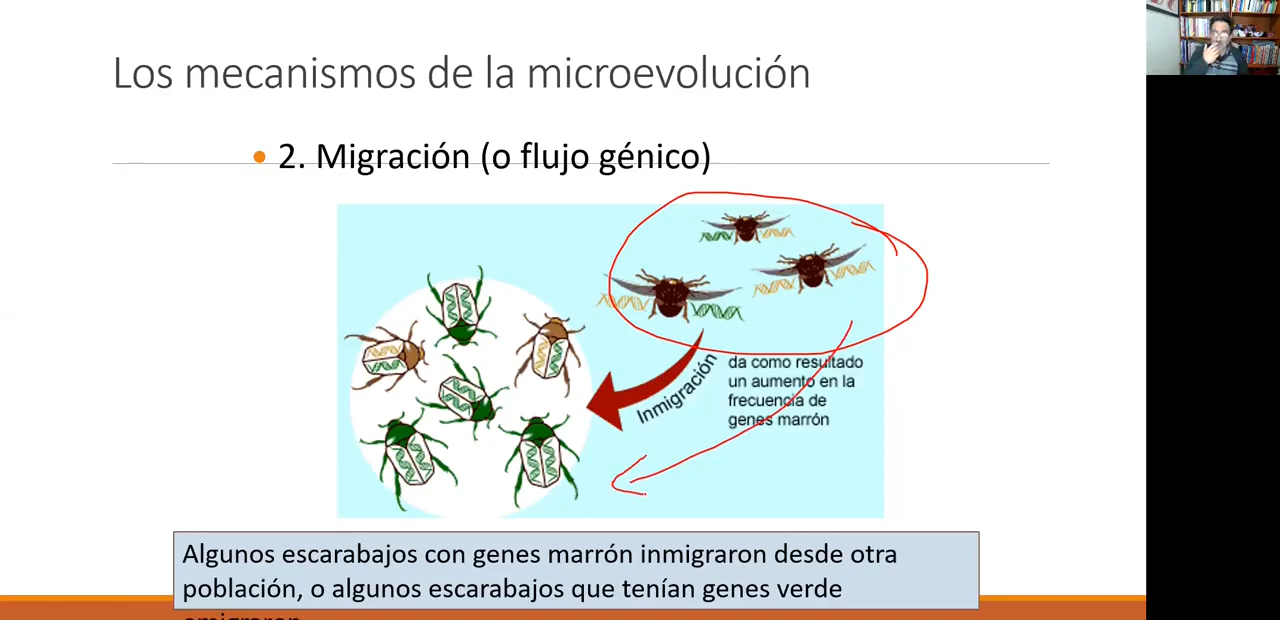 Los mecanismos de la microevolución
• 2. Migración (o flujo génico)
Inmigración
da como resultado
un aumento en la
frecuencia de
genes marrón
Algunos escarabajos con genes marrón inmigraron desde otra
población, o algunos escarabajos que tenían genes verde
emigraron